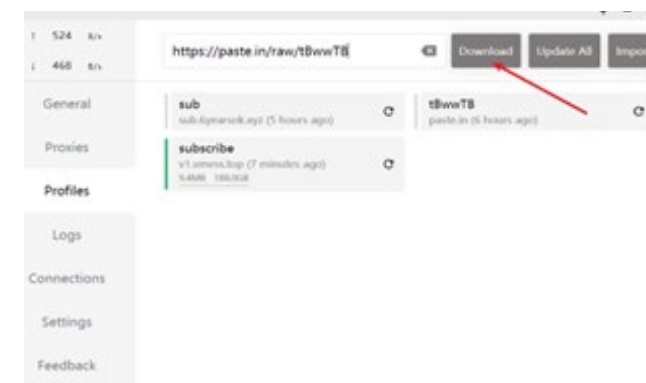 ↑ 524 B/s
↓ 468 B/s
https://paste.in/raw/tBwwTB
Download
Update All
Impor
General
Proxies
Profiles
Logs
Connections
Settings
Feedback
sub
(5 hours ago)
tBwwTB
paste.in (6 hours ago)
subscribe
(7 minutes ago)